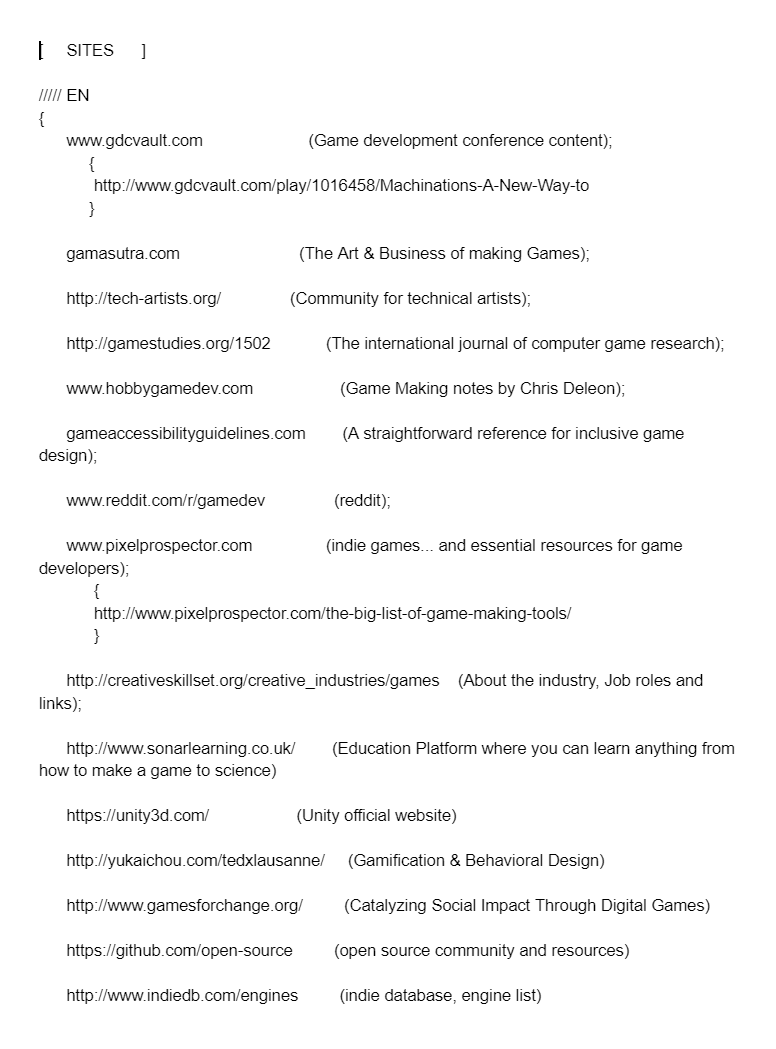 [ SITES ]
///// EN
{
www.gdcvault.com (Game development conference content);
{
http://www.gdcvault.com/play/1016458/Machinations-A-New-Way-to
}
gamasutra.com (The Art & Business of making Games);
http://tech-artists.org/ (Community for technical artists);
http://gamestudies.org/1502 (The international journal of computer game research);
www.hobbygamedev.com (Game Making notes by Chris Deleon);
gameaccessibilityguidelines.com (A straightforward reference for inclusive game
design);
www.reddit.com/r/gamedev (reddit);
www.pixelprospector.com (indie games... and essential resources for game
developers);
{
http://www.pixelprospector.com/the-big-list-of-game-making-tools/
}
http://creativeskillset.org/creative_industries/games (About the industry, Job roles and
links);
http://www.sonarlearning.co.uk/ (Education Platform where you can learn anything from
how to make a game to science)
https://unity3d.com/ (Unity official website)
http://yukaichou.com/tedxlausanne/ (Gamification & Behavioral Design)
http://www.gamesforchange.org/ (Catalyzing Social Impact Through Digital Games)
https://github.com/open-source (open source community and resources)
http://www.indiedb.com/engines (indie database, engine list)